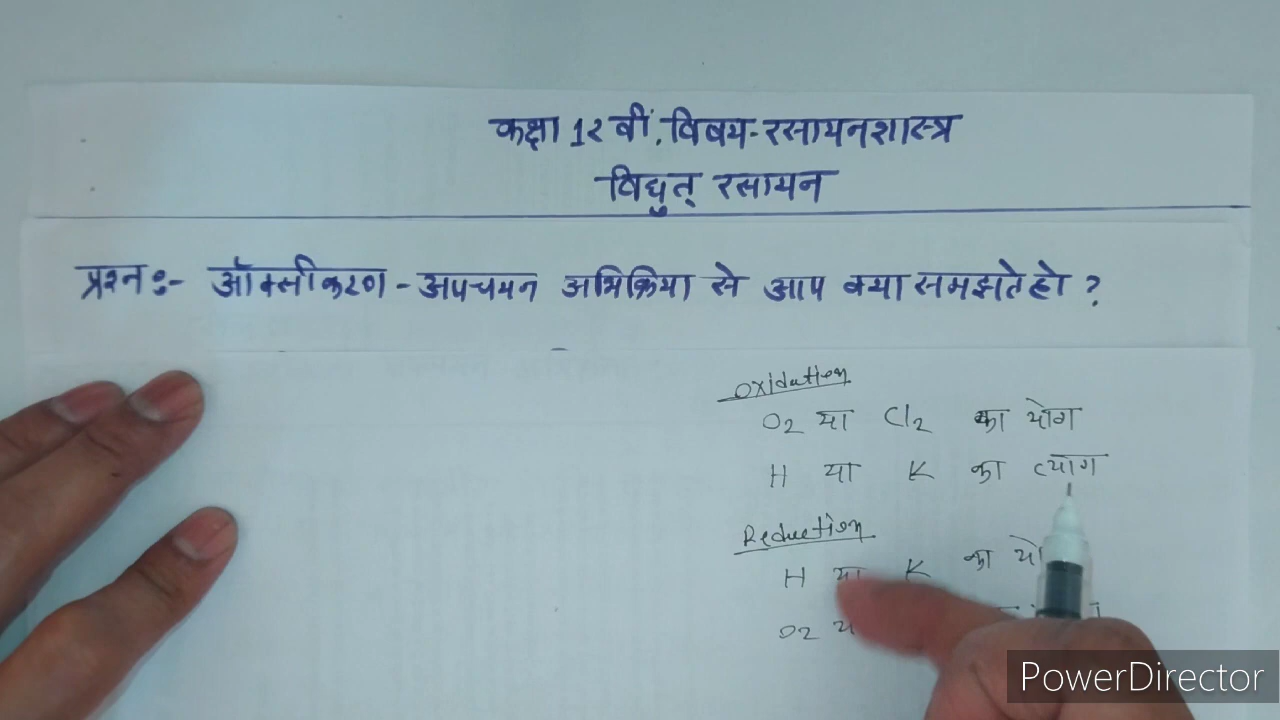 कक्षा 12 वीं. विषय-रसायनशास्त्र
विद्युत् रसायन
प्रश्न:- ऑक्सीकरण - अपचयन अभिक्रिया से आप क्या समझते हो ?
Oxidation
O2 या Cl2 का योग
H या K का त्योग
Reduction
H या K का
O2
PowerDirector